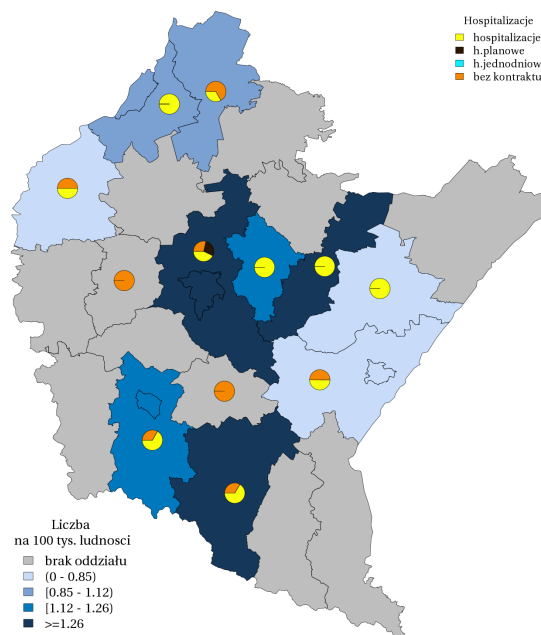 Hospitalizacje
hospitalizacje
h.planowe
h.jednodniowe
bez kontraktu
Liczba
na 100 tys. ludnosci
brak oddziału
(0 - 0.85)
[0.85 - 1.12)
[1.12 - 1.26)
>=1.26